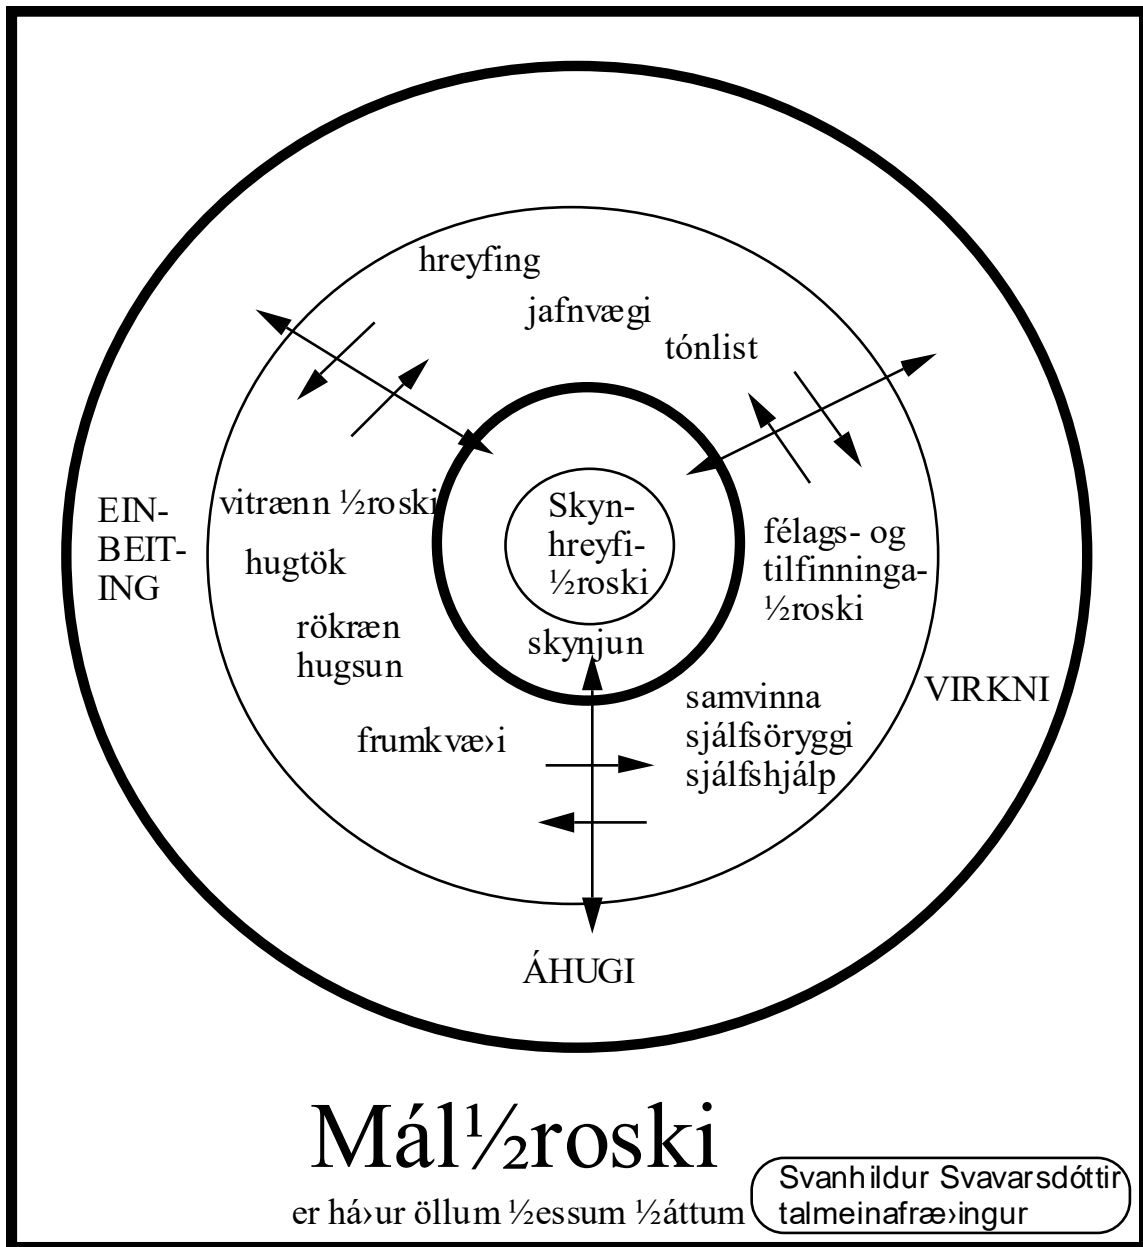 hreyfing
jafnvægi
tónlist
EIN-
BEIT-
ING
vitrænn ½roski
hugtök
rökræn
hugsun
frumkvæ›i
Skyn-
hreyfi-
½roski
skynjun
félags- og
tilfinninga-
½roski
samvinna
sjálfsöryggi
sjálfshjálp
VIRKNI
ÁHUGI
Mál½roski
er há›ur öllum ½essum ½áttum
Svanhildur Svavarsdóttir
talmeinafræ›ingur